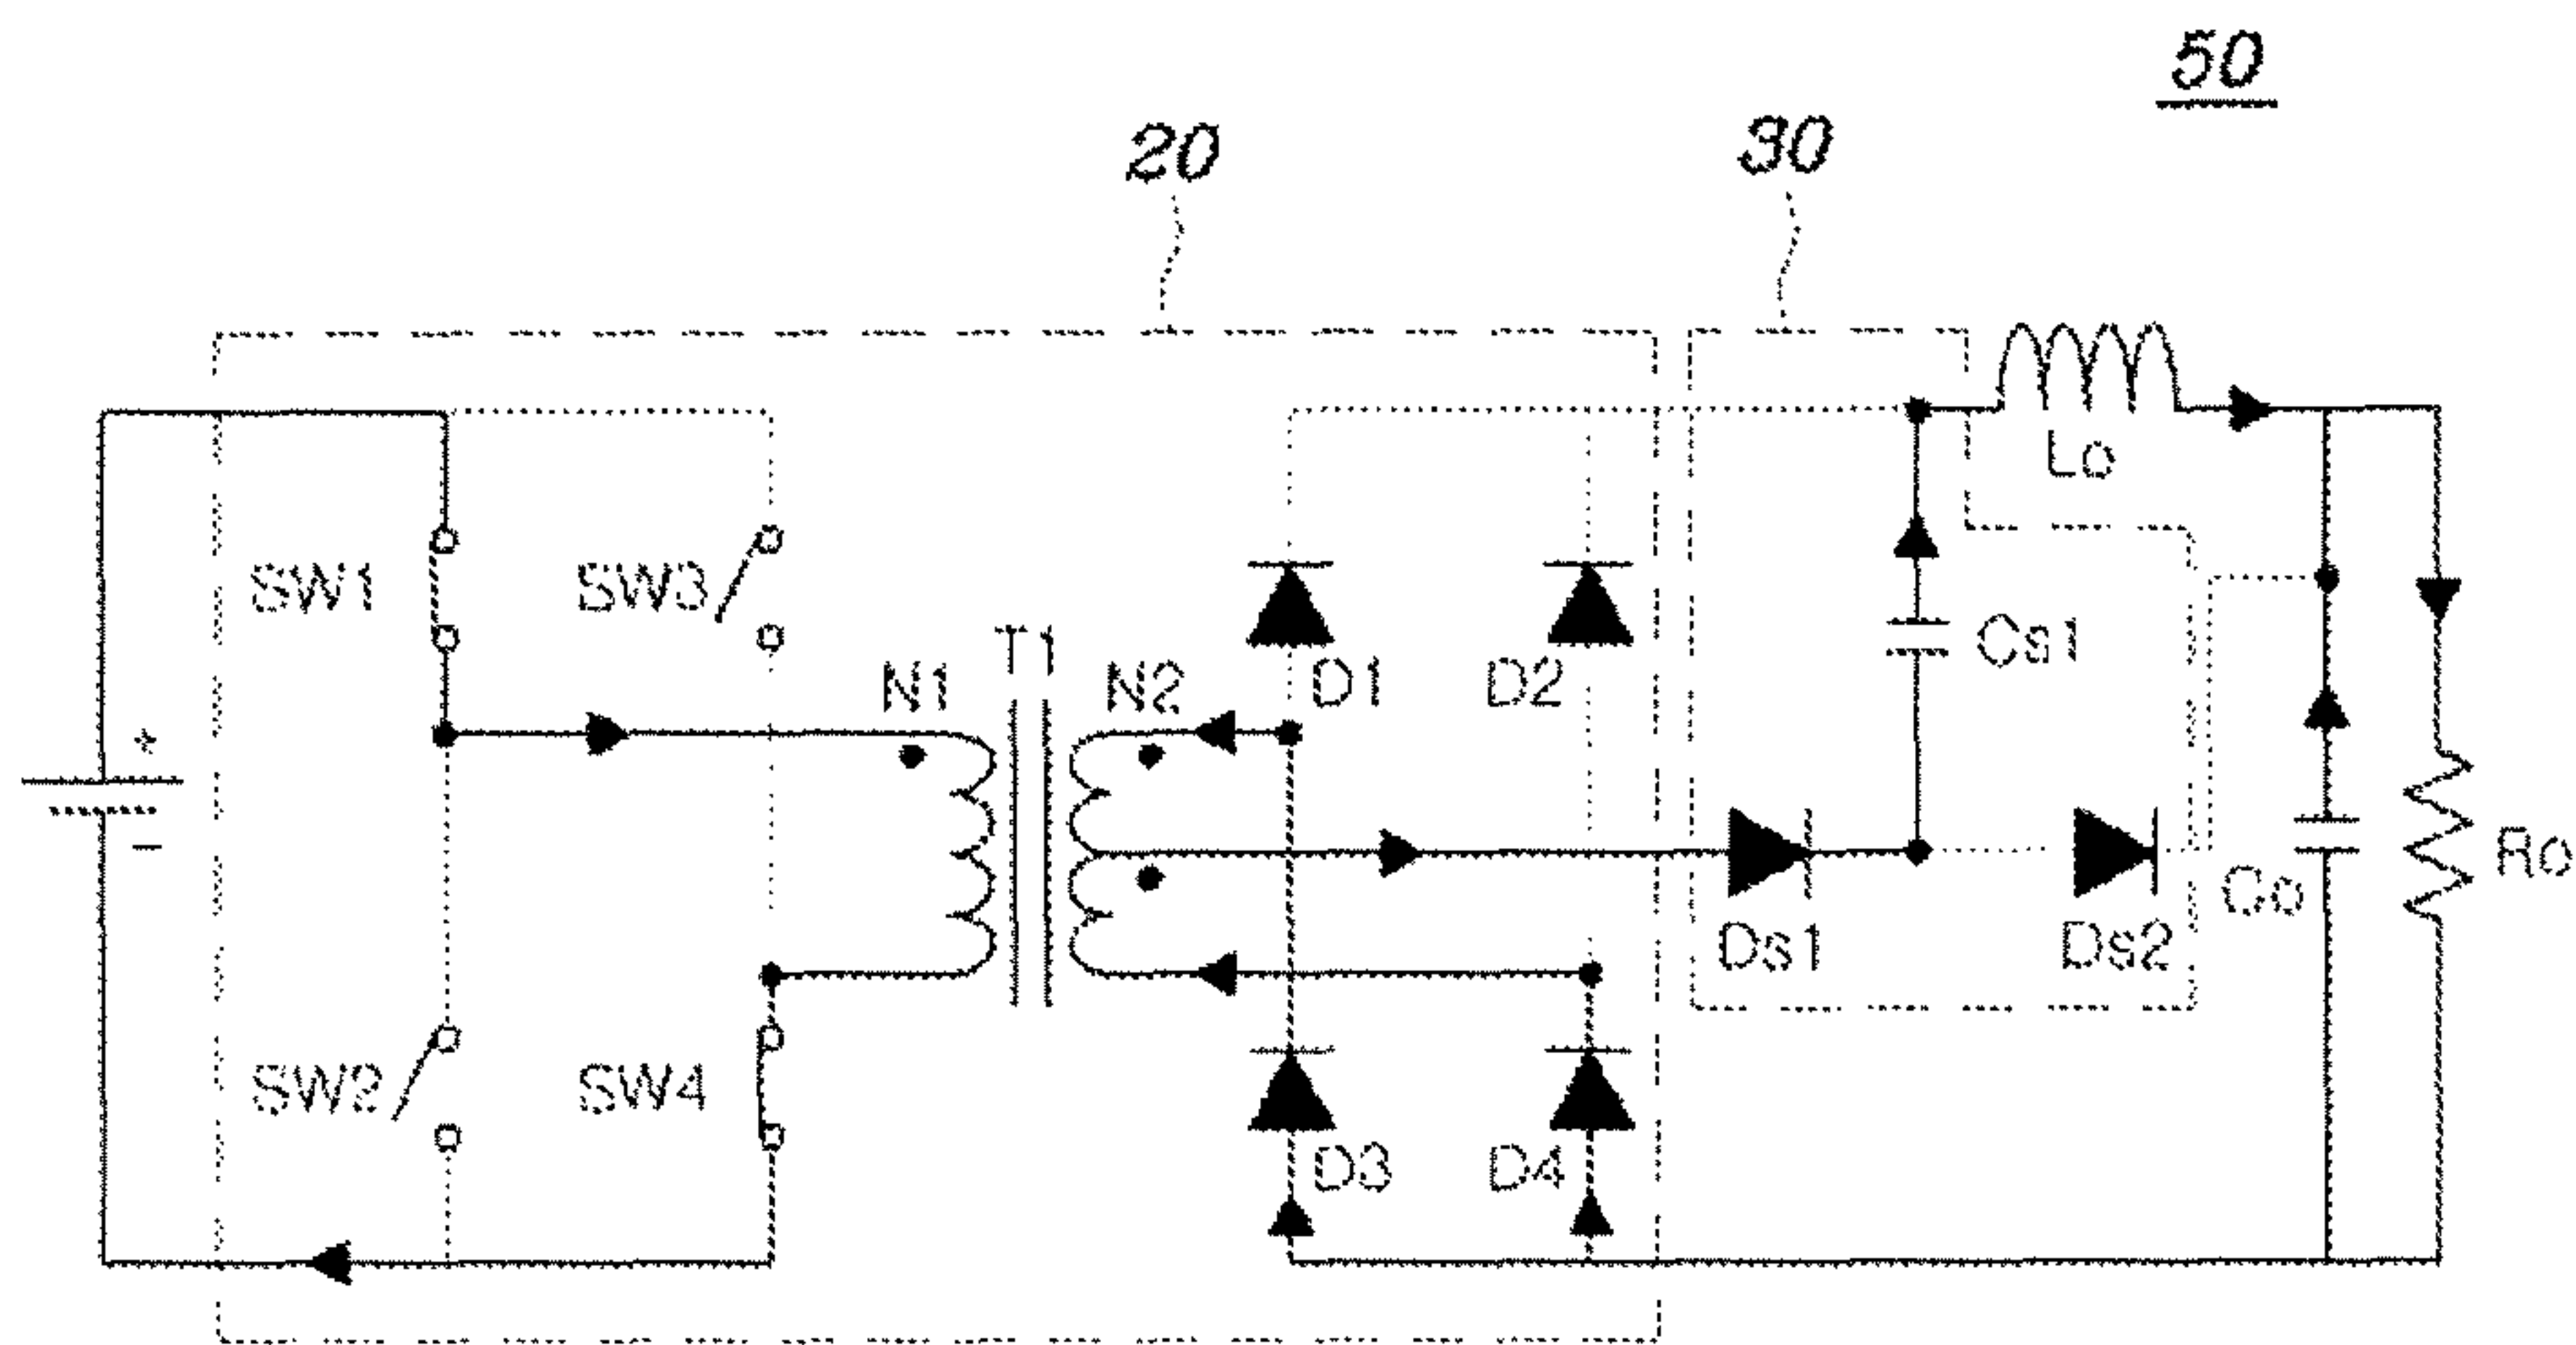 50
20
30
Lo
SW1
SW3
T1
Cs1
N1
N2
D1
D2
+
-
Ro
Co
Ds1
Ds2
SW2
SW4
D3
D4